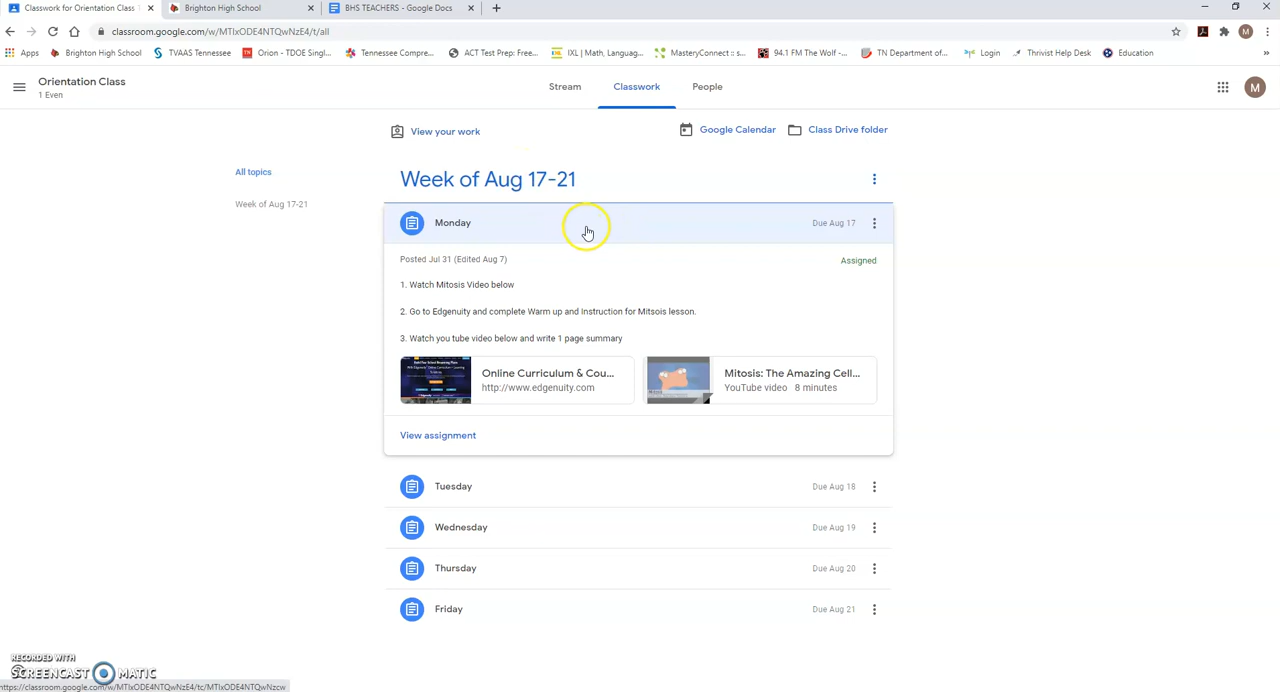 Classwork for Orientation Class
Brighton High School
BHS TEACHERS - Google Docs
classroom.google.com/w/MTIxODE4NTQwNzE4/t/all
M
Apps
Brighton High School
TVAAS Tennessee
Orion - TDOE Singl...
Tennessee Compre...
ACT Test Prep: Free...
IXL | Math, Languag...
MasteryConnect :: s...
94.1 FM The Wolf -...
TN Department of...
Login
Thrivist Help Desk
Education
»
Orientation Class
1 Even
Stream
Classwork
People
M
View your work
Google Calendar
Class Drive folder
All topics
Week of Aug 17-21
Week of Aug 17-21
Monday
Due Aug 17
Posted Jul 31 (Edited Aug 7)
Assigned
1. Watch Mitosis Video below
2. Go to Edgenuity and complete Warm up and Instruction for Mitsois lesson.
3. Watch you tube video below and write 1 page summary
Online Curriculum & Cou...
http://www.edgenuity.com
Mitosis: The Amazing Cell...
YouTube video 8 minutes
View assignment
Tuesday
Due Aug 18
Wednesday
Due Aug 19
Thursday
Due Aug 20
Friday
Due Aug 21
RECORDED WITH
SCREENCAST MATIC
https://classroom.google.com/w/MTIxODE4NTQwNzE4/tc/MTIxODE4NTQwNzcw